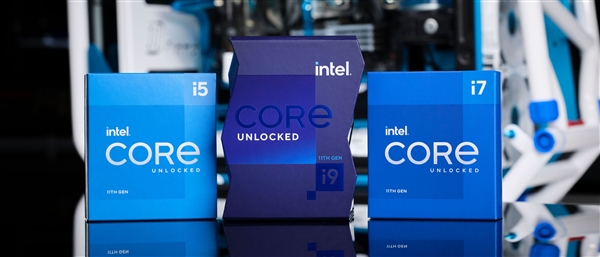 i5
intel.
CORE
UNLOCKED
11TH GEN
intel.
CORE
UNLOCKED
11TH GEN
i9
i7
intel.
CORE
UNLOCKED
11TH GEN